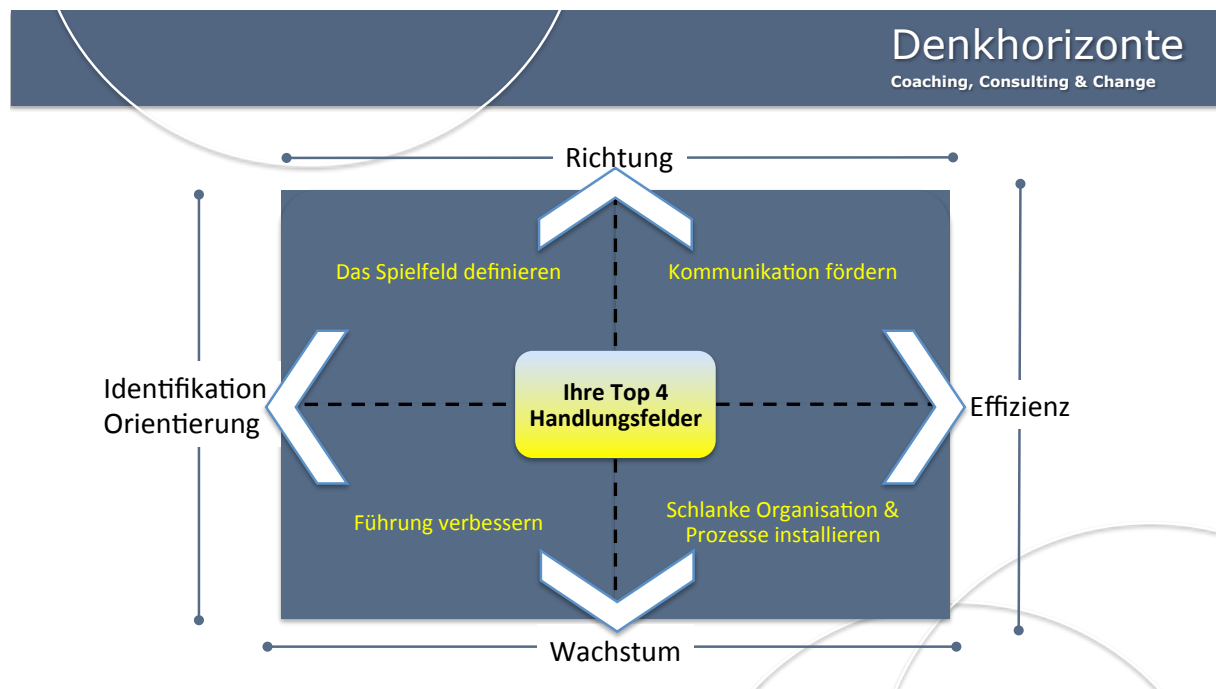 Denkhorizonte
Coaching, Consulting & Change
Richtung
Das Spielfeld definieren
Kommunikation fördern
Identifikation
Orientierung
Ihre Top 4
Handlungsfelder
Effizienz
Führung verbessern
Schlanke Organisation &
Prozesse installieren
Wachstum